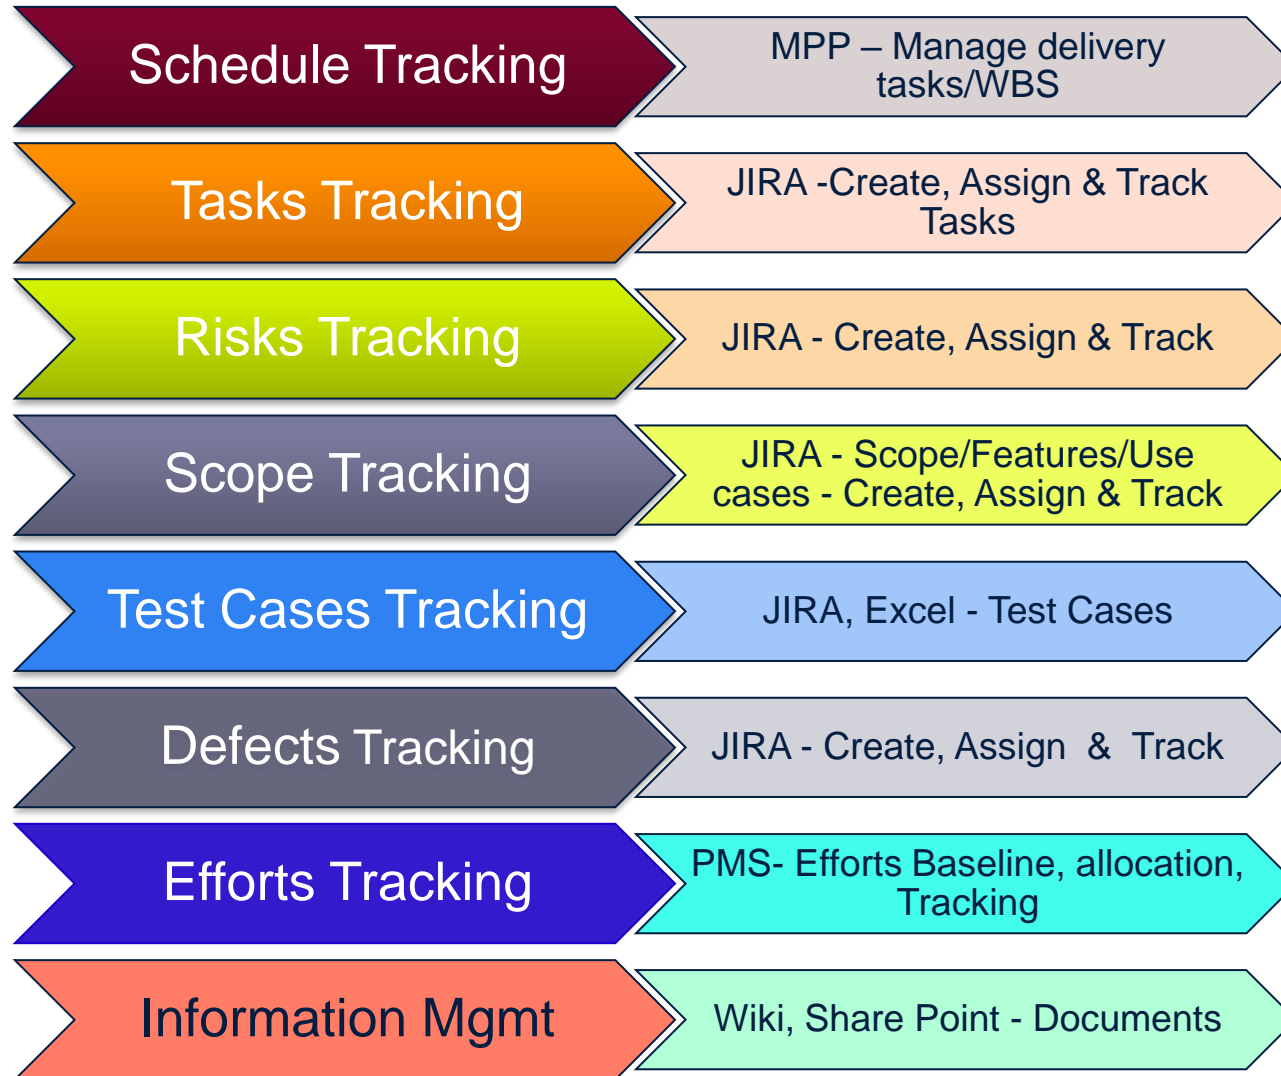 Schedule Tracking
MPP – Manage delivery
tasks/WBS
Tasks Tracking
JIRA -Create, Assign & Track
Tasks
Risks Tracking
JIRA - Create, Assign & Track
Scope Tracking
JIRA - Scope/Features/Use
cases - Create, Assign & Track
Test Cases Tracking
JIRA, Excel - Test Cases
Defects Tracking
JIRA - Create, Assign  &  Track
Efforts Tracking
PMS- Efforts Baseline, allocation,
Tracking
Information Mgmt
Wiki, Share Point - Documents